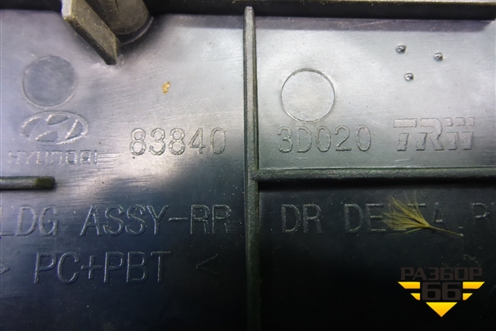 HYUNDAI 83840 3D020 TRW
LDG ASSY-RR DR DELTA, R
> PC+PBT <
РАЗБОР
66